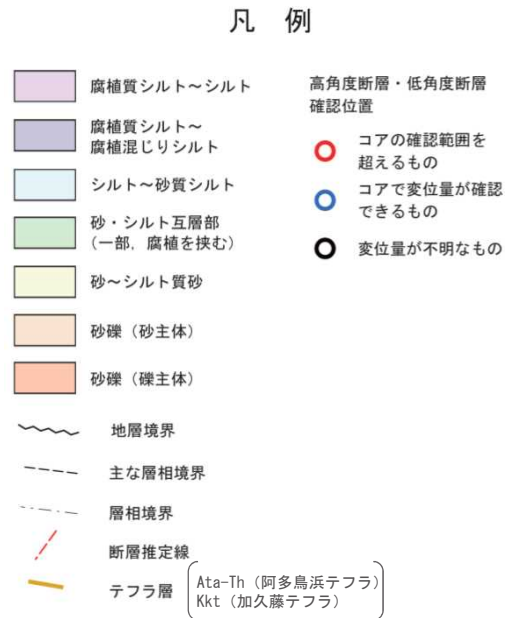 凡 例
腐植質シルト～シルト
腐植質シルト～
腐植混じりシルト
シルト～砂質シルト
砂・シルト互層部
(一部，腐植を挟む)
砂～シルト質砂
砂礫（砂主体）
砂礫（礫主体）
地層境界
主な層相境界
層相境界
断層推定線
テフラ層
Ata-Th（阿多鳥浜テフラ）
Kkt（加久藤テフラ）
高角度断層・低角度断層
確認位置
コアの確認範囲を
超えるもの
コアで変位量が確認
できるもの
変位量が不明なもの